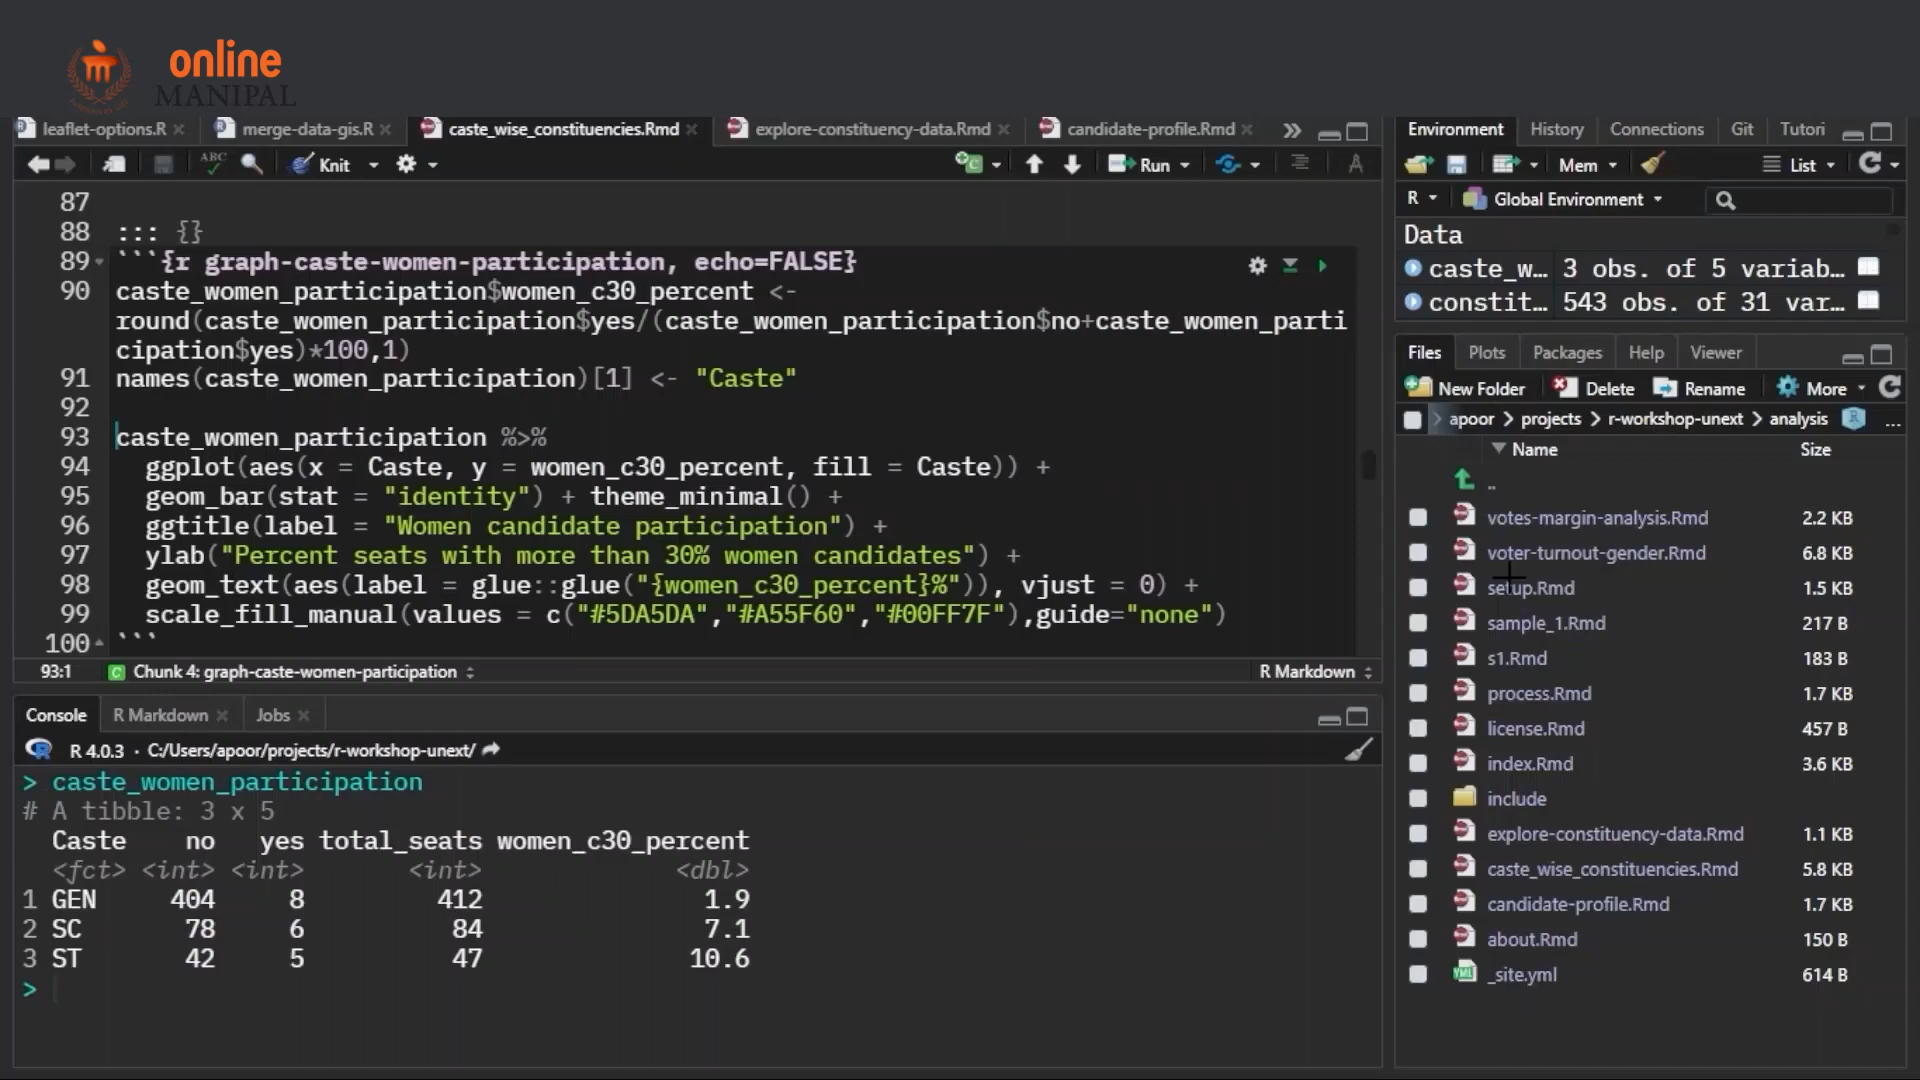 online
MANIPAL
leaflet-options.R
merge-data-gis.R
caste_wise_constituencies.Rmd
explore-constituency-data.Rmd
candidate-profile.Rmd
ABC
Knit
Run
87
88 ::: {}
89 ```{r graph-caste-women-participation, echo=FALSE}
90 caste_women_participation$women_c30_percent <-
round(caste_women_participation$yes/(caste_women_participation$no+caste_women_parti
cipation$yes)*100,1)
91 names(caste_women_participation)[1] <- "Caste"
92
93 caste_women_participation %>%
94 ggplot(aes(x = Caste, y = women_c30_percent, fill = Caste)) +
95 geom_bar(stat = "identity") + theme_minimal() +
96 ggtitle(label = "Women candidate participation") +
97 ylab("Percent seats with more than 30% women candidates") +
98 geom_text(aes(label = glue::glue("{women_c30_percent}%")), vjust = 0) +
99 scale_fill_manual(values = c("#5DA5DA","#A55F60","#00FF7F"),guide="none")
100 ```
93:1 Chunk 4: graph-caste-women-participation R Markdown
Console R Markdown Jobs
R 4.0.3 · C:/Users/apoor/projects/r-workshop-unext/
> caste_women_participation
# A tibble: 3 x 5
Caste no yes total_seats women_c30_percent
<fct> <int> <int> <int> <dbl>
1 GEN 404 8 412 1.9
2 SC 78 6 84 7.1
3 ST 42 5 47 10.6
>
Environment History Connections Git Tutori
Mem List
R Global Environment
Data
caste_w... 3 obs. of 5 variab...
constit... 543 obs. of 31 var...
Files Plots Packages Help Viewer
New Folder Delete Rename More
apoor > projects > r-workshop-unext > analysis ...
Name Size
..
votes-margin-analysis.Rmd 2.2 KB
voter-turnout-gender.Rmd 6.8 KB
setup.Rmd 1.5 KB
sample_1.Rmd 217 B
s1.Rmd 183 B
process.Rmd 1.7 KB
license.Rmd 457 B
index.Rmd 3.6 KB
include
explore-constituency-data.Rmd 1.1 KB
caste_wise_constituencies.Rmd 5.8 KB
candidate-profile.Rmd 1.7 KB
about.Rmd 150 B
_site.yml 614 B